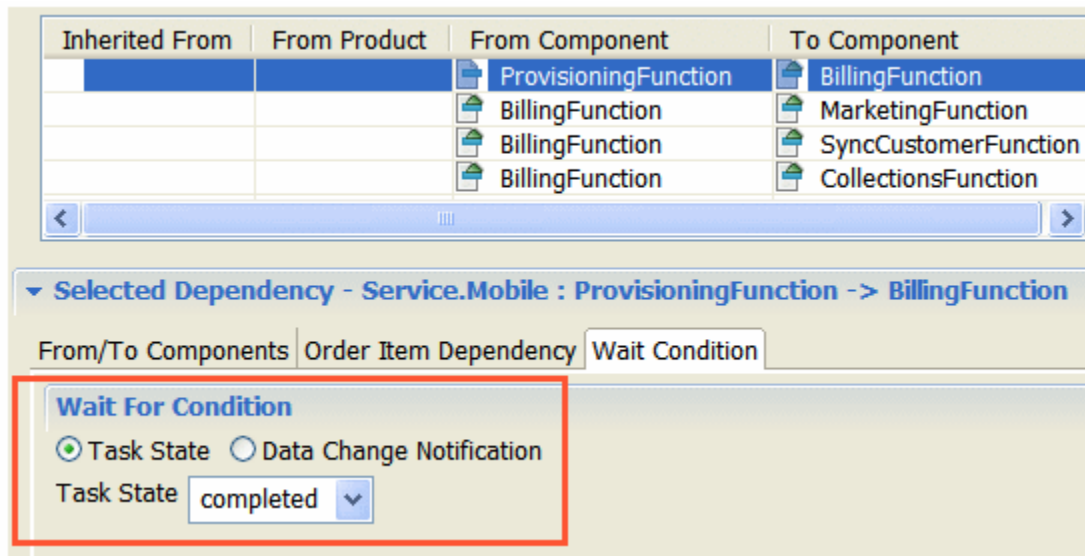 Inherited From From Product From Component To Component
ProvisioningFunction BillingFunction
BillingFunction MarketingFunction
BillingFunction SyncCustomerFunction
BillingFunction CollectionsFunction
Selected Dependency - Service.Mobile : ProvisioningFunction -> BillingFunction
From/To Components Order Item Dependency Wait Condition
Wait For Condition
Task State Data Change Notification
Task State completed